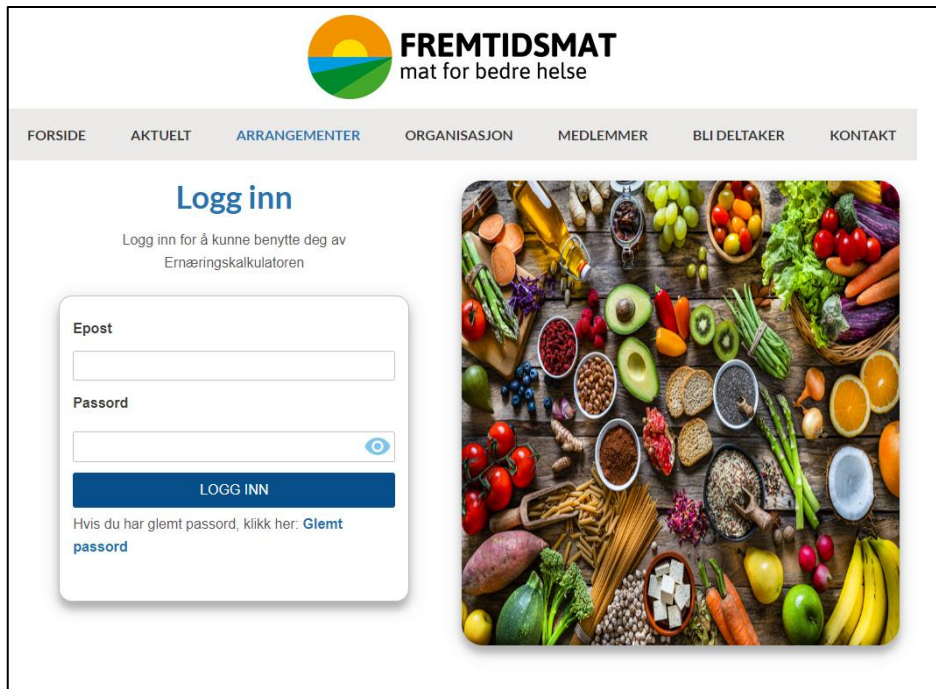 FREMTIDSMAT
mat for bedre helse
FORSIDE AKTUELT ARRANGEMENTER ORGANISASJON MEDLEMMER BLI DELTAKER KONTAKT
Logg inn
Logg inn for å kunne benytte deg av
Ernæringskalkulatoren
Epost
Passord
LOGG INN
Hvis du har glemt passord, klikk her: Glemt
passord